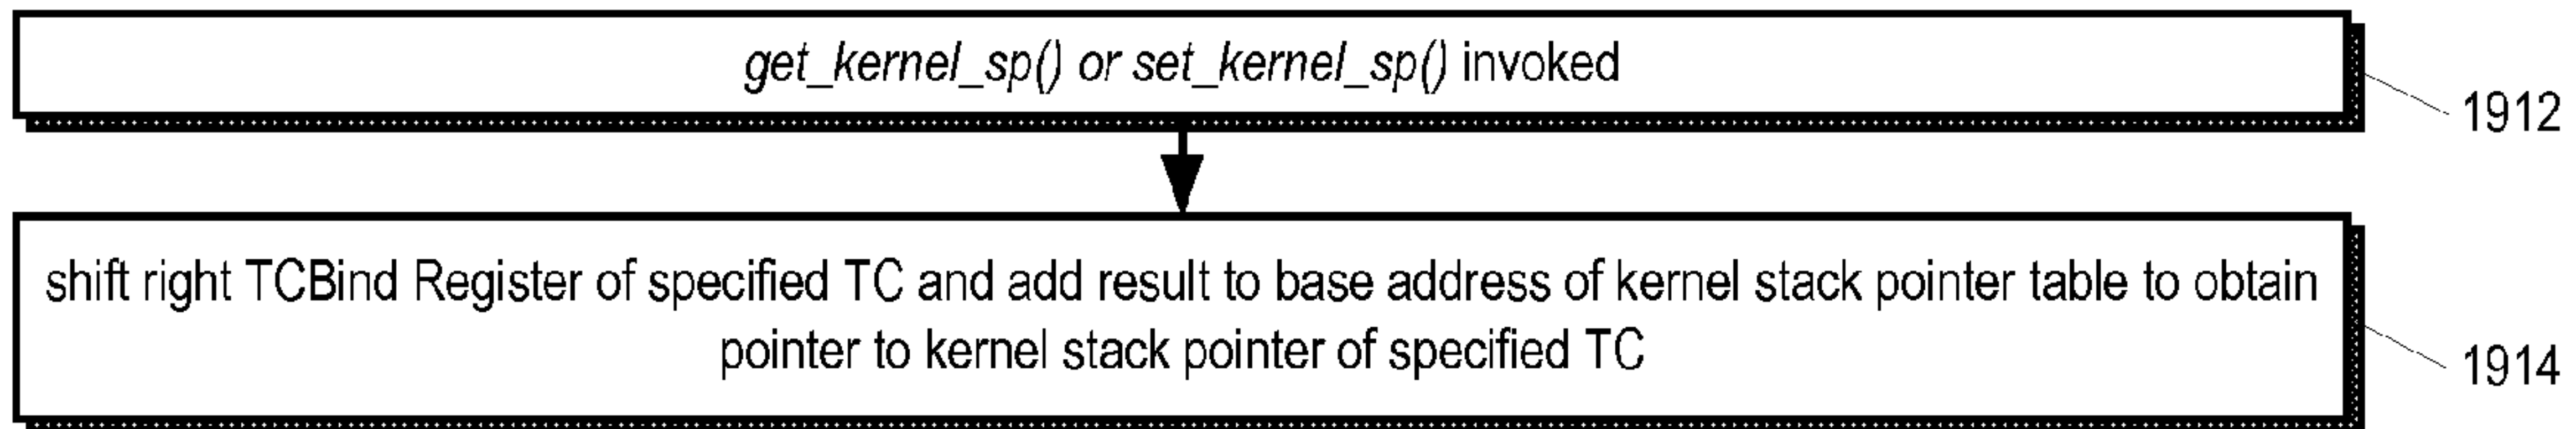 get_kernel_sp() or set_kernel_sp() invoked
1912
shift right TCBind Register of specified TC and add result to base address of kernel stack pointer table to obtain
pointer to kernel stack pointer of specified TC
1914